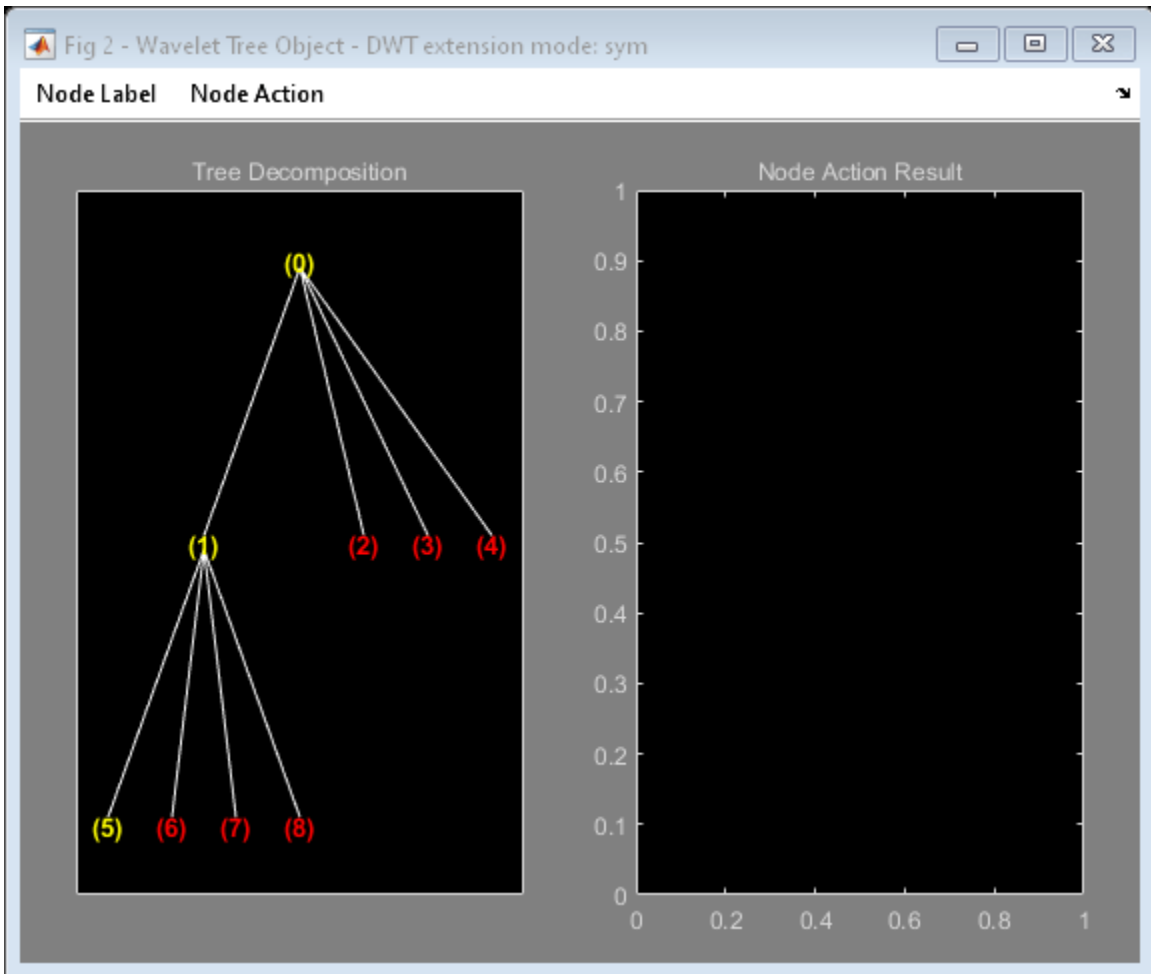 Fig 2 - Wavelet Tree Object - DWT extension mode: sym
Node Label Node Action
Tree Decomposition
(0)
(1) (2) (3) (4)
(5) (6) (7) (8)
Node Action Result
1
0.9
0.8
0.7
0.6
0.5
0.4
0.3
0.2
0.1
0
0 0.2 0.4 0.6 0.8 1